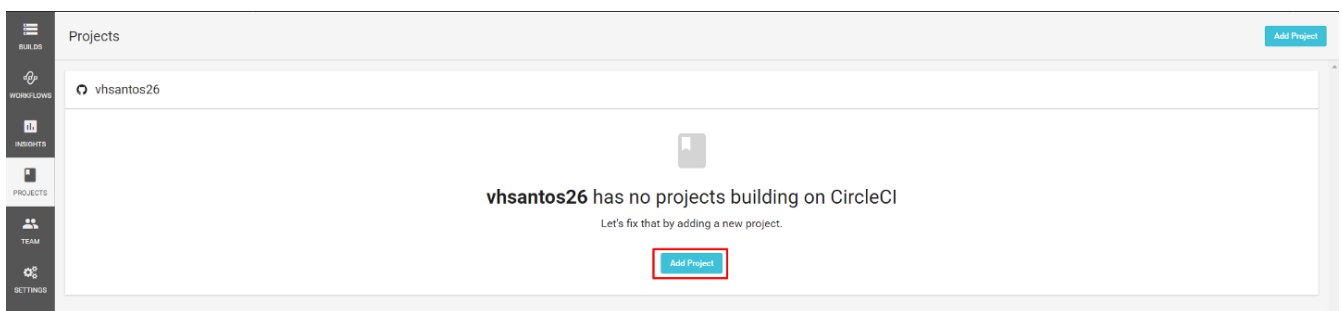 BUILDS
WORKFLOWS
INSIGHTS
PROJECTS
TEAM
SETTINGS
Projects
Add Project
vhsantos26
vhsantos26 has no projects building on CircleCI
Let's fix that by adding a new project.
Add Project